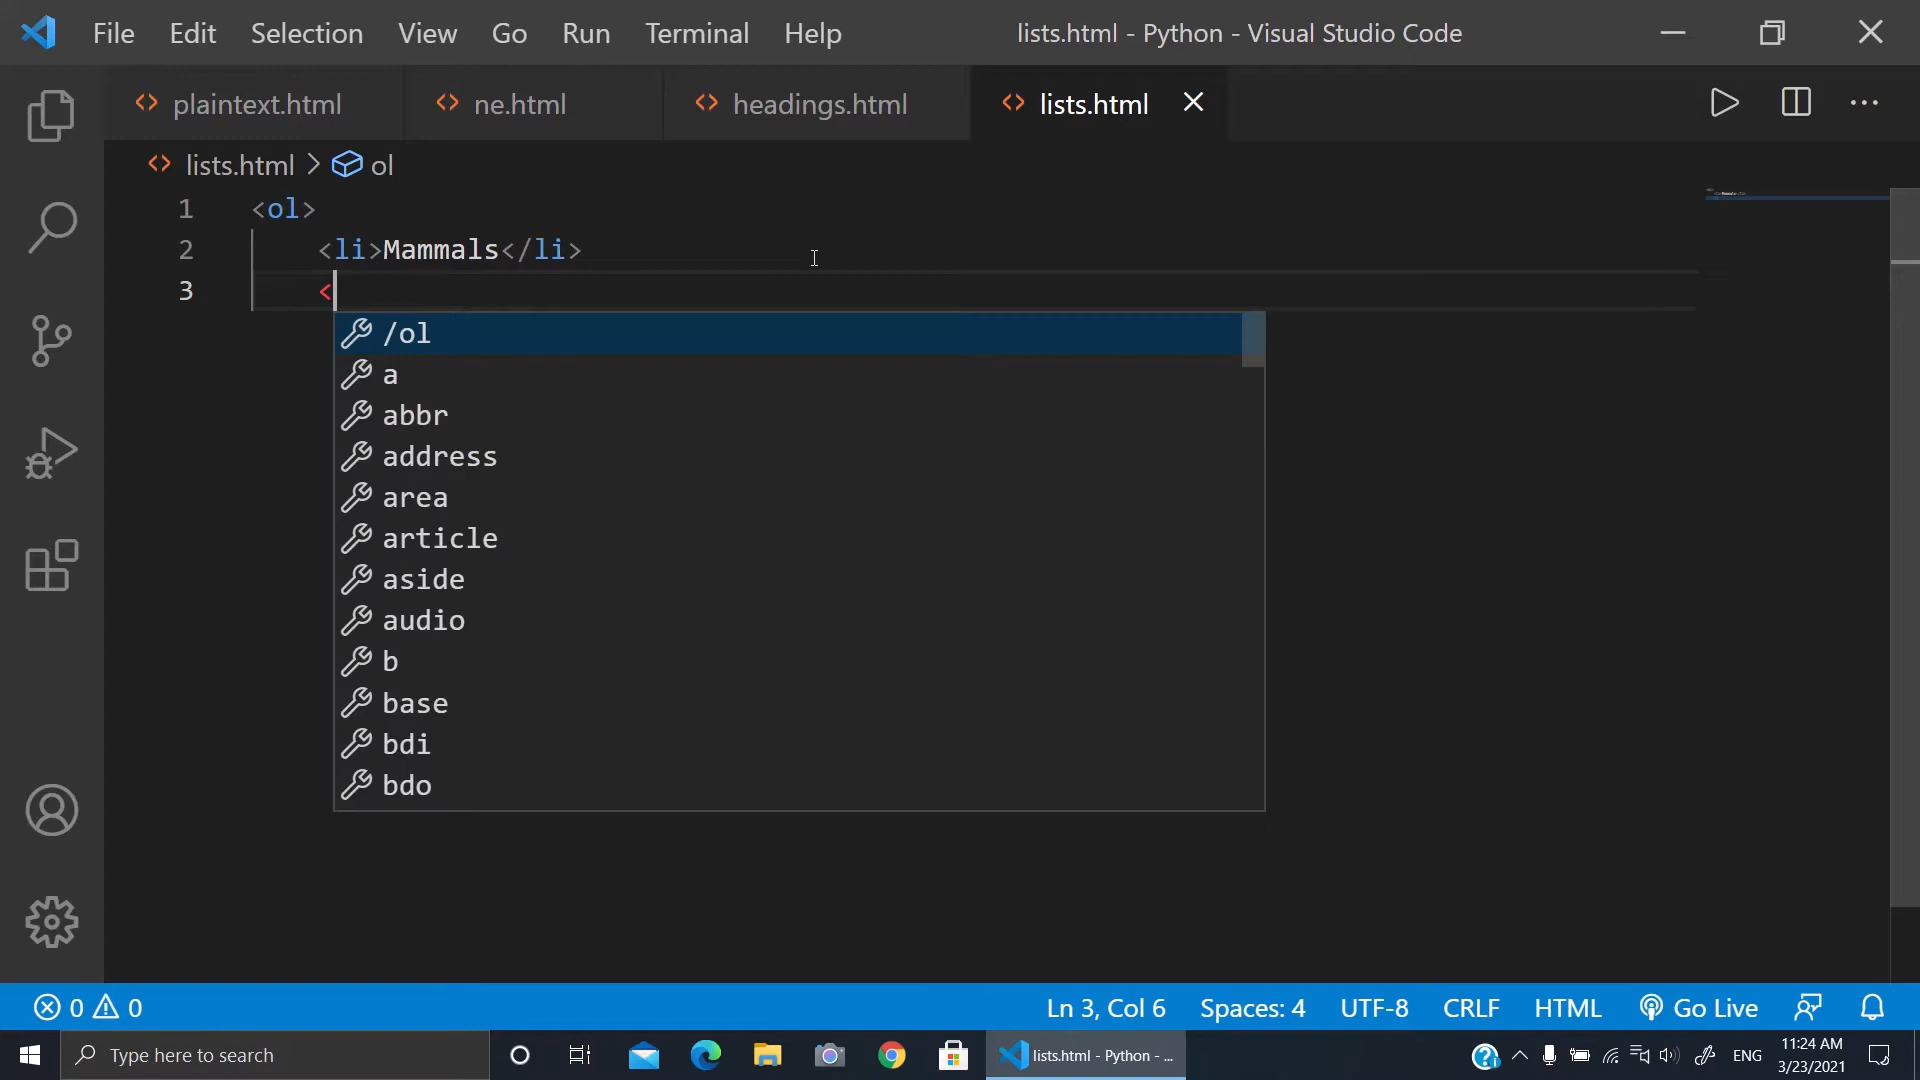 File Edit Selection View Go Run Terminal Help lists.html - Python - Visual Studio Code
plaintext.html ne.html headings.html lists.html
lists.html > ol
1 <ol>
2 <li>Mammals</li>
3 <
/ol
a
abbr
address
area
article
aside
audio
b
base
bdi
bdo
0 0 Ln 3, Col 6 Spaces: 4 UTF-8 CRLF HTML Go Live
Type here to search lists.html - Python - ... ENG 11:24 AM
3/23/2021